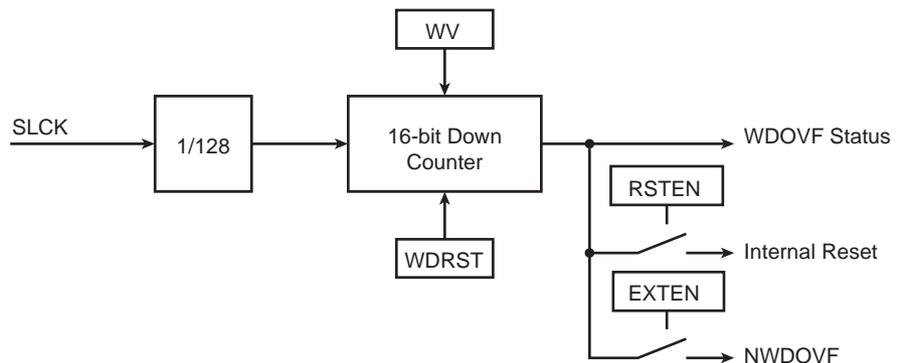 WV
SLCK
1/128
16-bit Down
Counter
WDOVF Status
RSTEN
WDRST
Internal Reset
EXTEN
NWDOVF